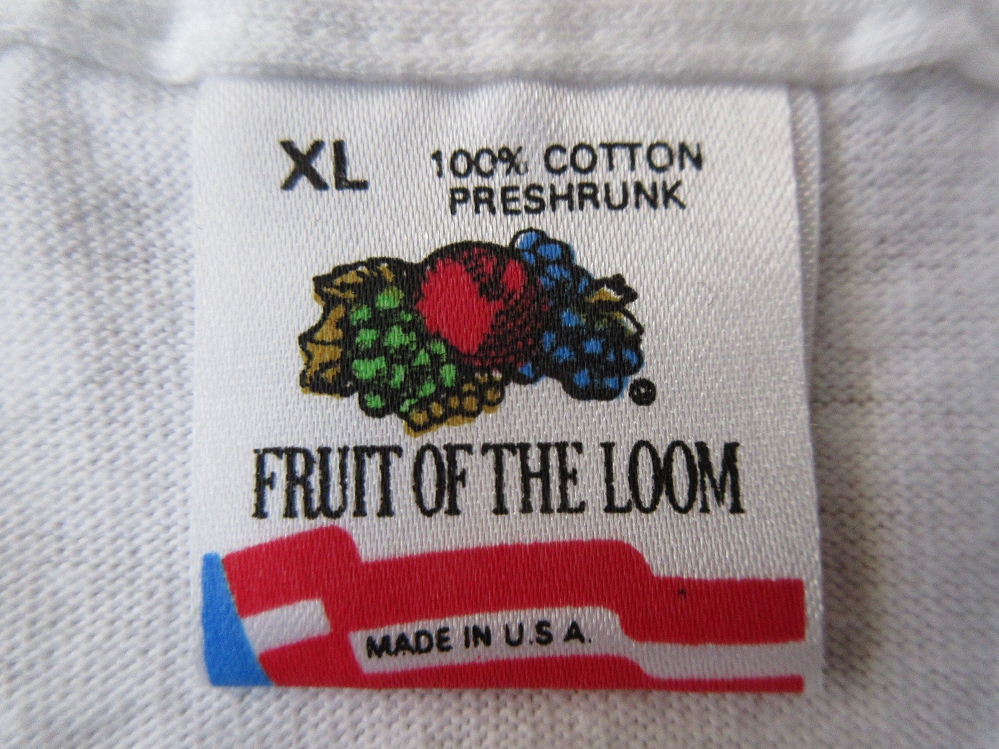 XL
100% COTTON
PRESHRUNK
®
FRUIT OF THE LOOM
MADE IN U.S A.